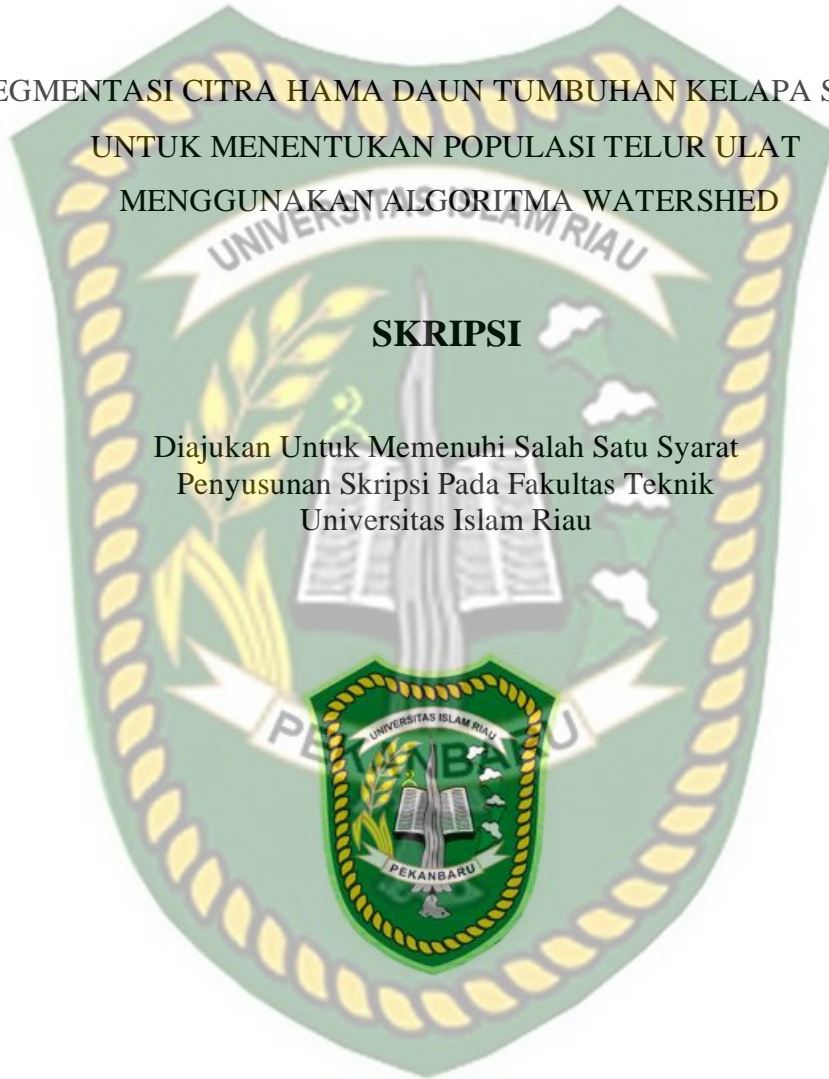 EGMENTASI CITRA HAMA DAUN TUMBUHAN KELAPA S
UNTUK MENENTUKAN POPULASI TELUR ULAT
MENGGUNAKAN ALGORITMA WATERSHED
UNIVERSITAS ISLAM RIAU
SKRIPSI
Diajukan Untuk Memenuhi Salah Satu Syarat
Penyusunan Skripsi Pada Fakultas Teknik
Universitas Islam Riau
PEKANBARU
UNIVERSITAS ISLAM RIAU
PEKANBARU